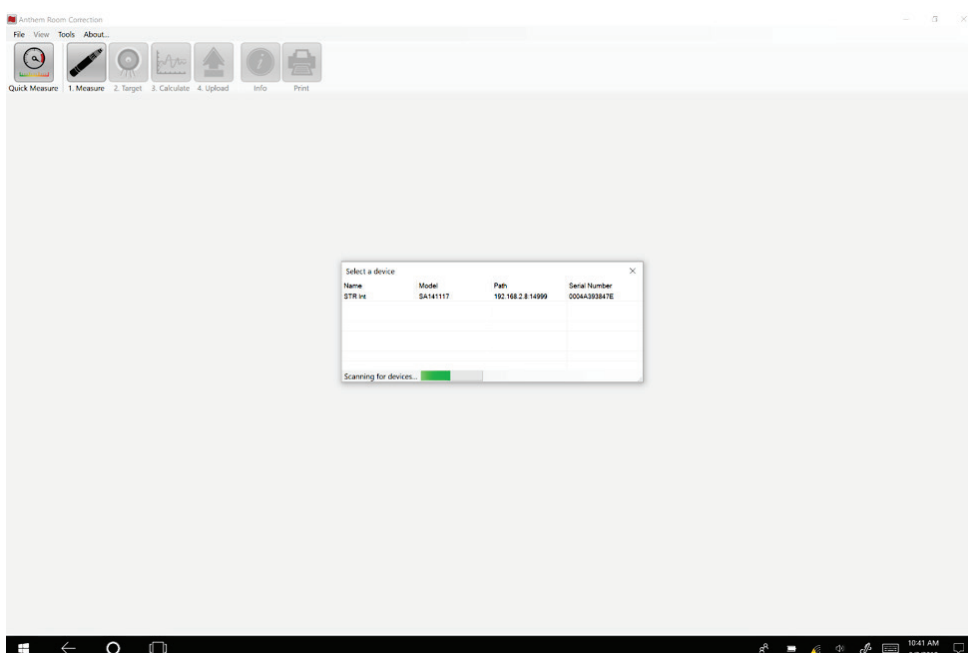 Anthem Room Correction
File View Tools About...
Quick Measure 1. Measure 2. Target 3. Calculate 4. Upload Info Print
Select a device
Name Model Path Serial Number
STR Int SA141117 192.168.2.8:14999 0004A393847E
Scanning for devices...
10:41 AM